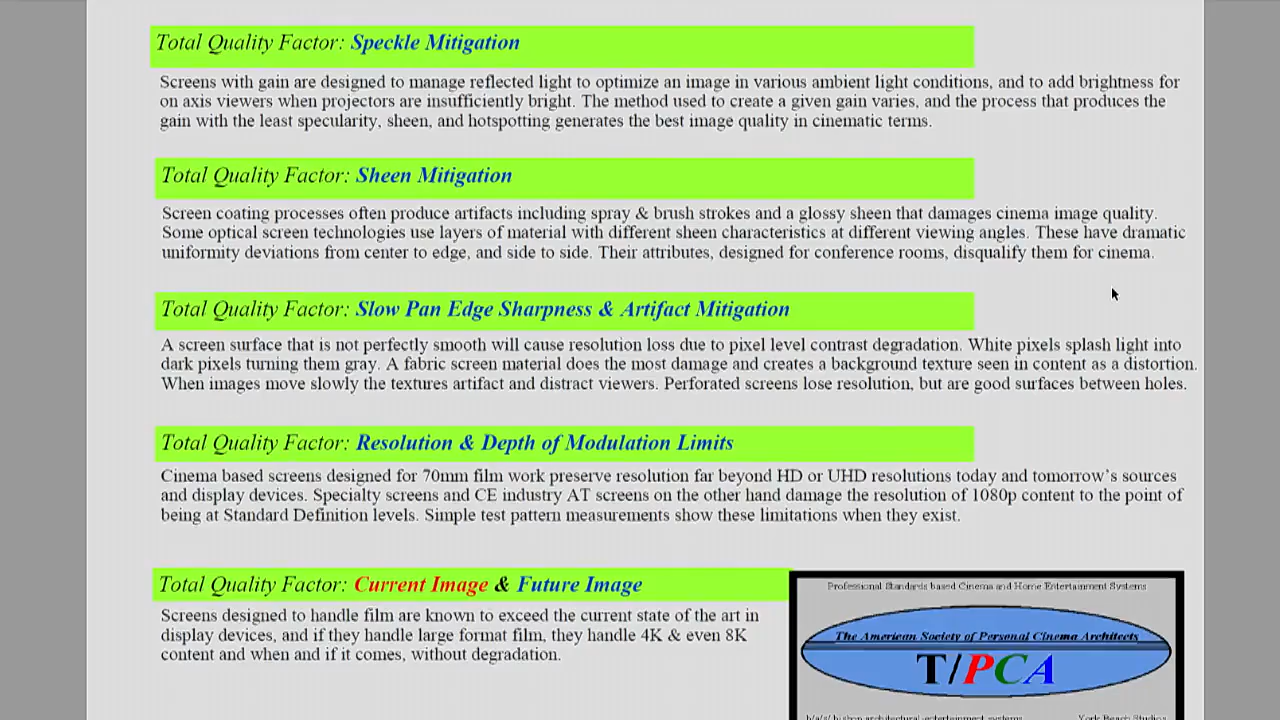 Total Quality Factor: Speckle Mitigation
Screens with gain are designed to manage reflected light to optimize an image in various ambient light conditions, and to add brightness for
on axis viewers when projectors are insufficiently bright. The method used to create a given gain varies, and the process that produces the
gain with the least specularity, sheen, and hotspotting generates the best image quality in cinematic terms.
Total Quality Factor: Sheen Mitigation
Screen coating processes often produce artifacts including spray & brush strokes and a glossy sheen that damages cinema image quality.
Some optical screen technologies use layers of material with different sheen characteristics at different viewing angles. These have dramatic
uniformity deviations from center to edge, and side to side. Their attributes, designed for conference rooms, disqualify them for cinema.
Total Quality Factor: Slow Pan Edge Sharpness & Artifact Mitigation
A screen surface that is not perfectly smooth will cause resolution loss due to pixel level contrast degradation. White pixels splash light into
dark pixels turning them gray. A fabric screen material does the most damage and creates a background texture seen in content as a distortion.
When images move slowly the textures artifact and distract viewers. Perforated screens lose resolution, but are good surfaces between holes.
Total Quality Factor: Resolution & Depth of Modulation Limits
Cinema based screens designed for 70mm film work preserve resolution far beyond HD or UHD resolutions today and tomorrow's sources
and display devices. Specialty screens and CE industry AT screens on the other hand damage the resolution of 1080p content to the point of
being at Standard Definition levels. Simple test pattern measurements show these limitations when they exist.
Total Quality Factor: Current Image & Future Image
Screens designed to handle film are known to exceed the current state of the art in
display devices, and if they handle large format film, they handle 4K & even 8K
content and when and if it comes, without degradation.
Professional Standards based Cinema and Home Entertainment Systems
The American Society of Personal Cinema Architects
T/PCA
architectural entertainment systems York Beach Studios